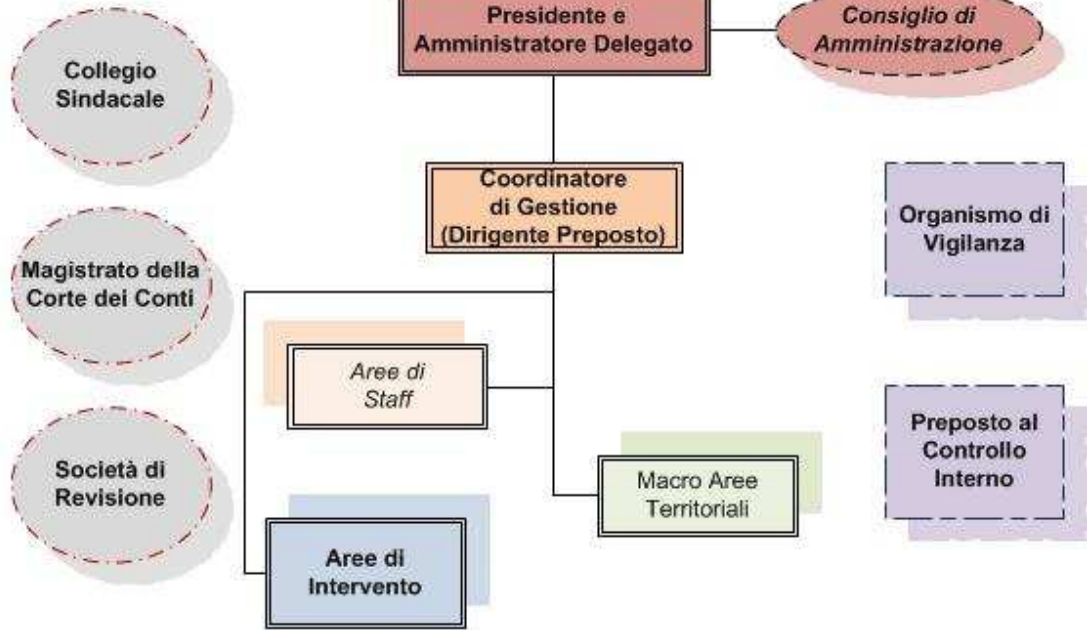 Presidente e
Amministratore Delegato
Consiglio di
Amministrazione
Collegio
Sindacale
Coordinatore
di Gestione
(Dirigente Preposto)
Organismo di
Vigilanza
Magistrato della
Corte dei Conti
Aree di
Staff
Preposto al
Controllo
Interno
Società di
Revisione
Macro Aree
Territoriali
Aree di
Intervento